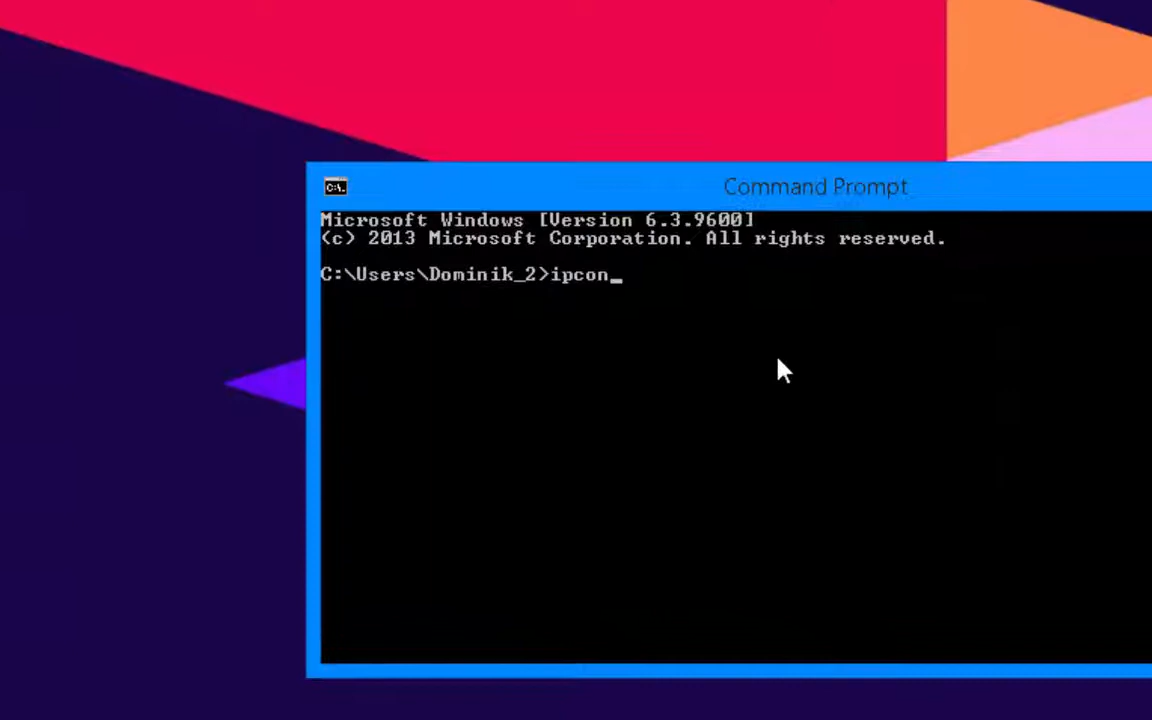 C:\.
Command Prompt
Microsoft Windows [Version 6.3.9600]
(c) 2013 Microsoft Corporation. All rights reserved.
C:\Users\Dominik_2>ipcon_